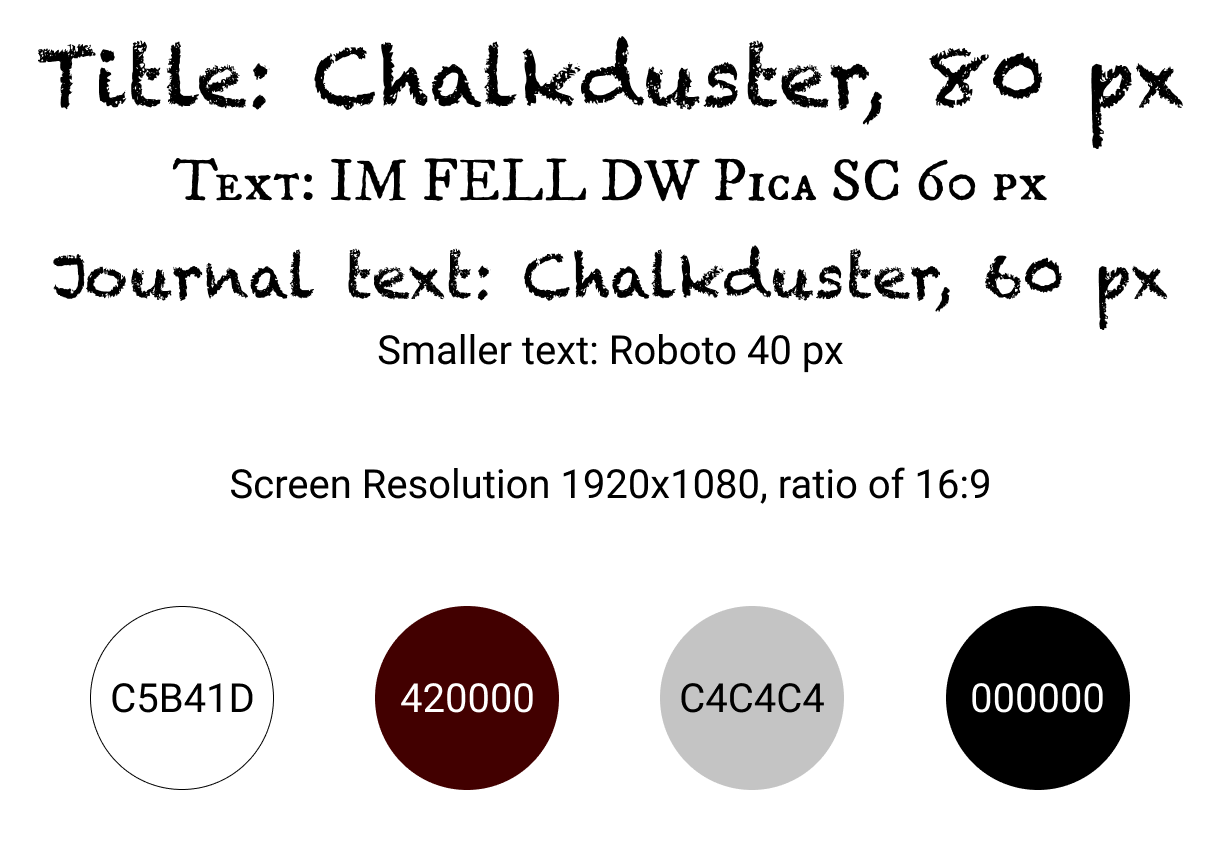 Title: Chalkduster, 80 px
Text: IM FELL DW Pica SC 60 px
Journal text: Chalkduster, 60 px
Smaller text: Roboto 40 px
Screen Resolution 1920x1080, ratio of 16:9
C5B41D 420000 C4C4C4 000000